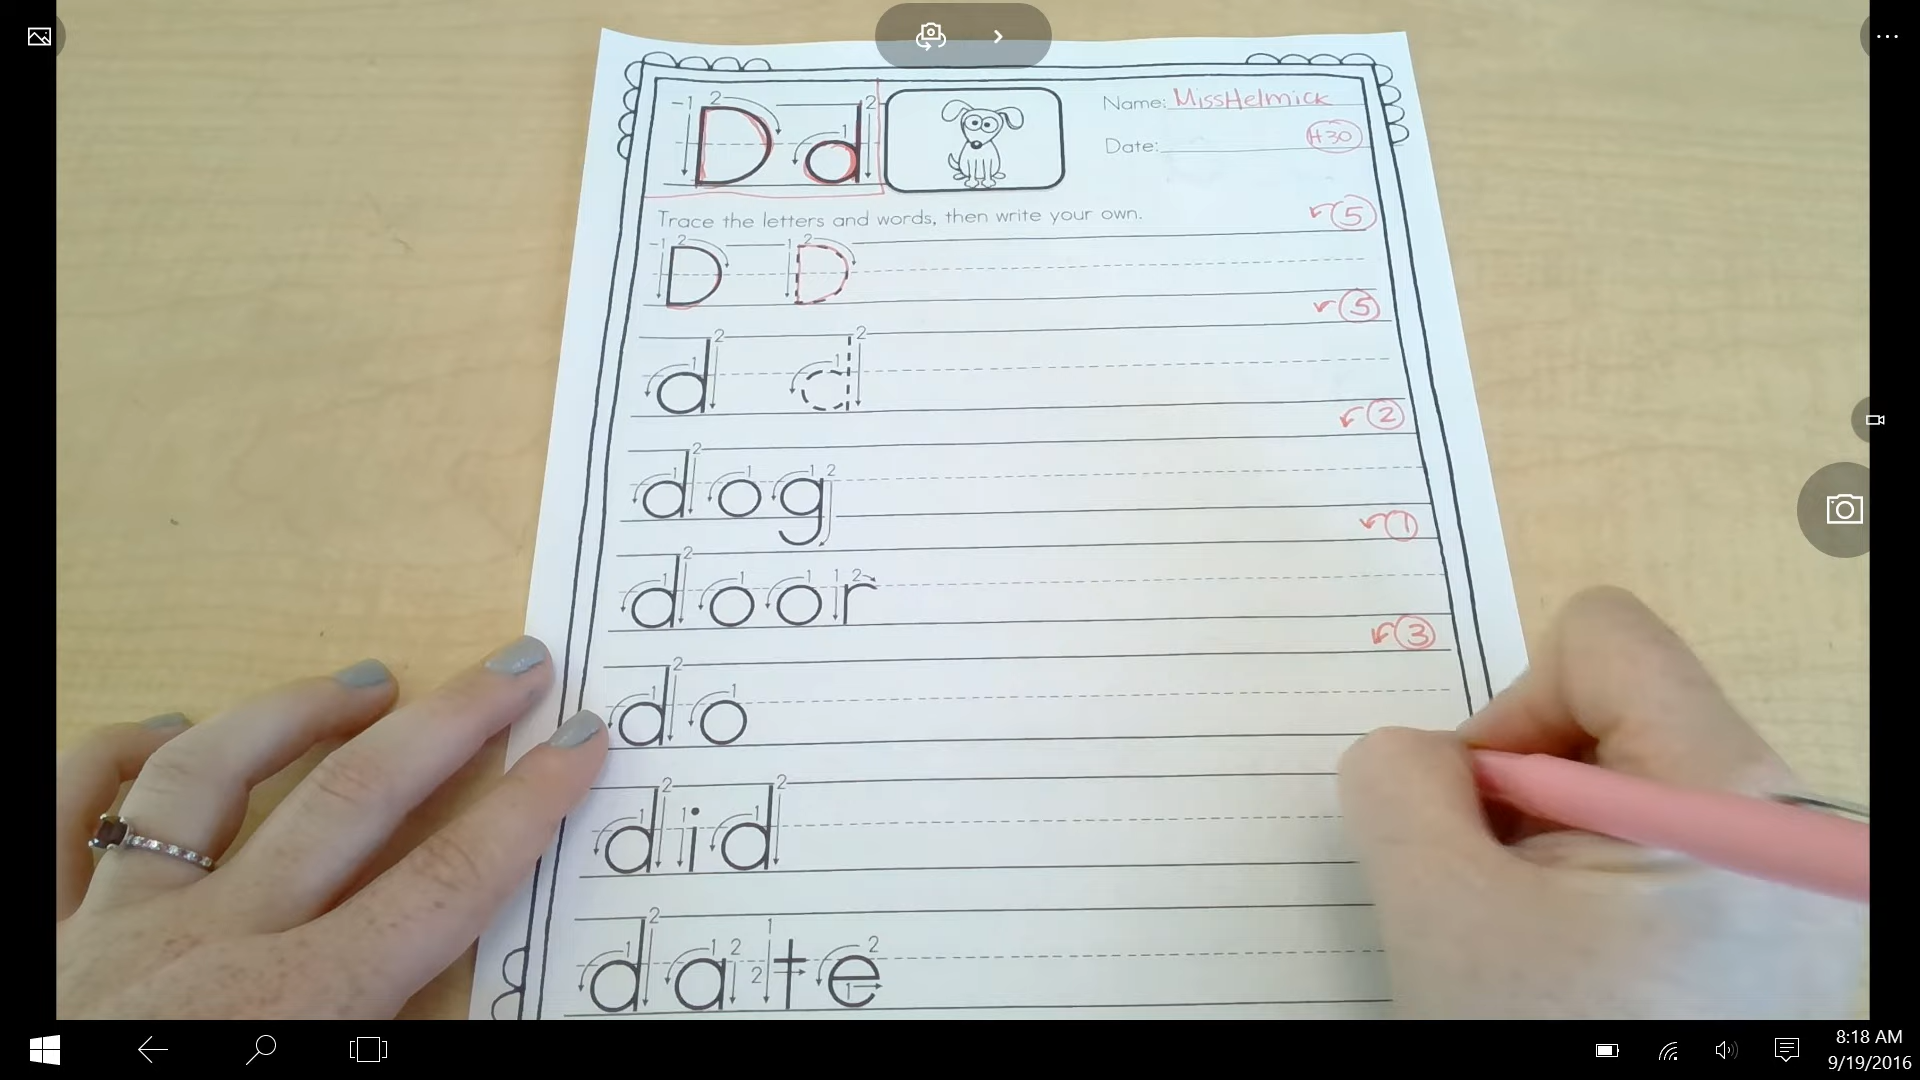 Dd
Name: MissHelmick
Date:
#30
Trace the letters and words, then write your own.
5
D D
5
d d
2
dog
1
door
3
do
did
date
8:18 AM
9/19/2016